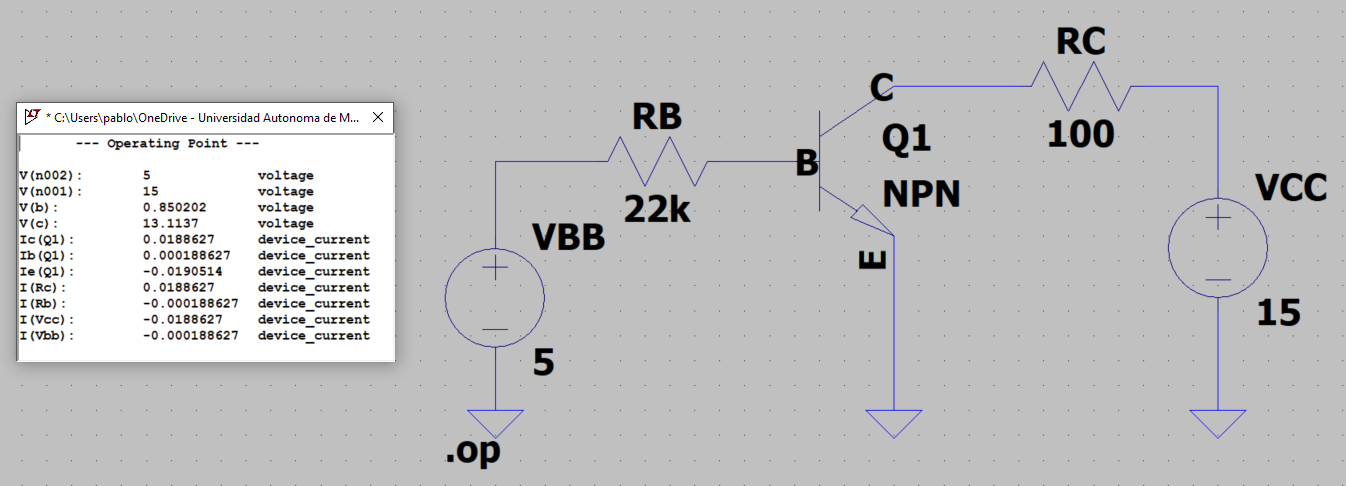 * C:\Users\pablo\OneDrive - Universidad Autonoma de M...
--- Operating Point ---
V(n002): 5 voltage
V(n001): 15 voltage
V(b): 0.850202 voltage
V(c): 13.1137 voltage
Ic(Q1): 0.0188627 device_current
Ib(Q1): 0.000188627 device_current
Ie(Q1): -0.0190514 device_current
I(Rc): 0.0188627 device_current
I(Rb): -0.000188627 device_current
I(Vcc): -0.0188627 device_current
I(Vbb): -0.000188627 device_current
RB
22k
VBB
5
.op
C
B
Q1
NPN
E
RC
100
VCC
15